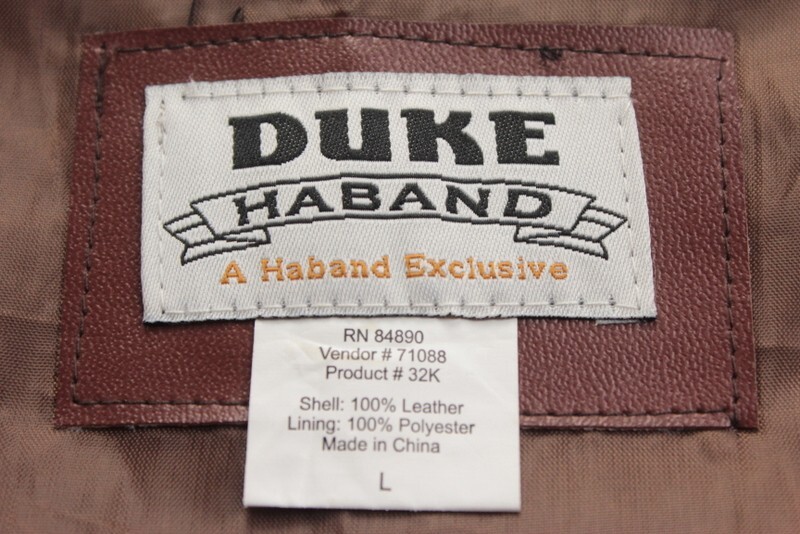 DUKE
HABAND
A Haband Exclusive
RN 84890
Vendor # 71088
Product # 32K
Shell: 100% Leather
Lining: 100% Polyester
Made in China
L